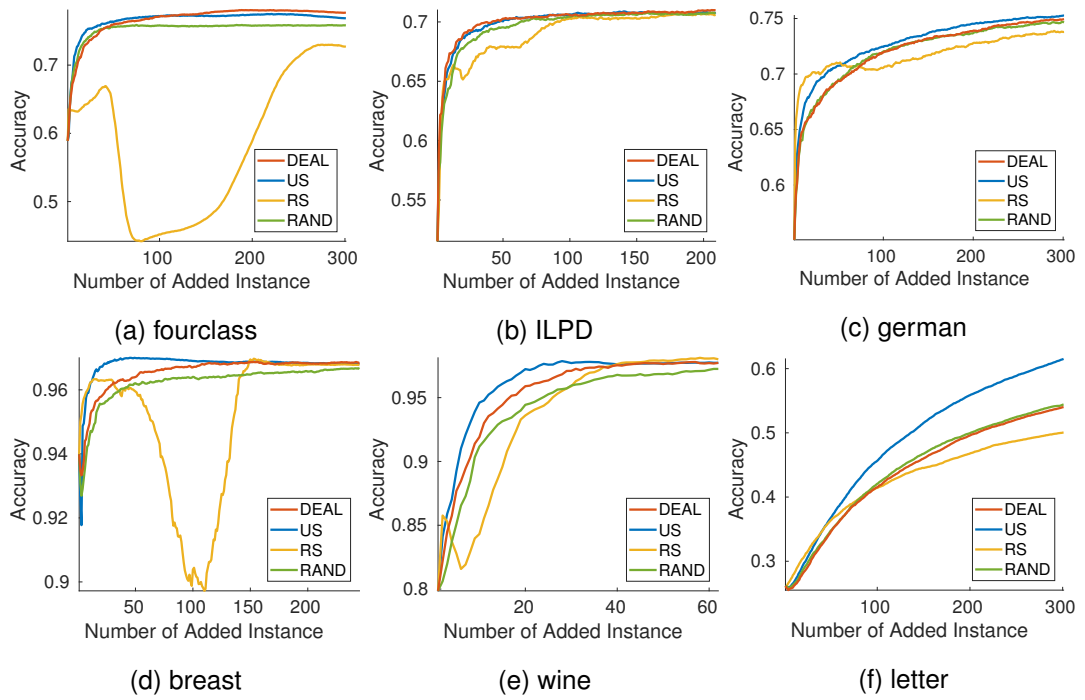 0.7
0.6
0.5
Accuracy
100
200
300
Number of Added Instance
DEAL
US
RS
RAND
(a) fourclass
0.7
0.65
0.6
0.55
Accuracy
50
100
150
200
Number of Added Instance
DEAL
US
RS
RAND
(b) ILPD
0.75
0.7
0.65
0.6
Accuracy
100
200
300
Number of Added Instance
DEAL
US
RS
RAND
(c) german
0.96
0.94
0.92
0.9
Accuracy
50
100
150
200
Number of Added Instance
DEAL
US
RS
RAND
(d) breast
0.95
0.9
0.85
0.8
Accuracy
20
40
60
Number of Added Instance
DEAL
US
RS
RAND
(e) wine
0.6
0.5
0.4
0.3
Accuracy
100
200
300
Number of Added Instance
DEAL
US
RS
RAND
(f) letter